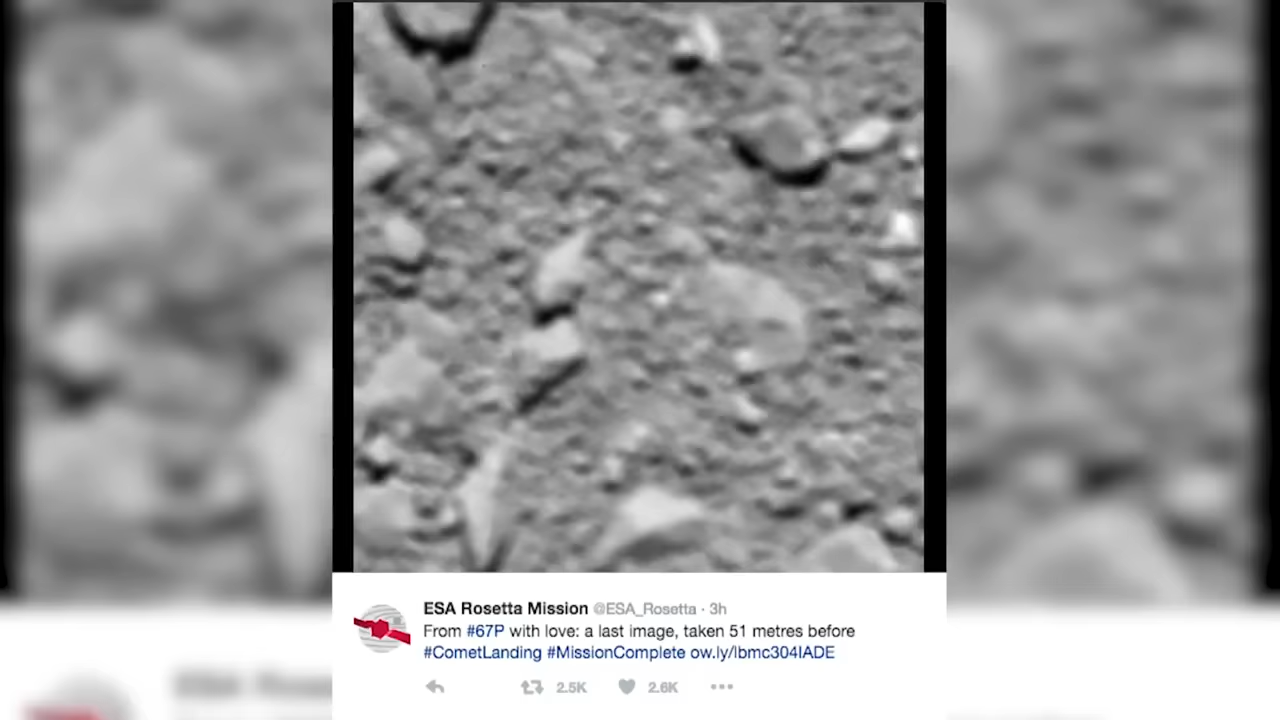 ESA Rosetta Mission @ESA_Rosetta · 3h
From #67P with love: a last image, taken 51 metres before
#CometLanding #MissionComplete ow.ly/lbmc304IADE
2.5K 2.6K